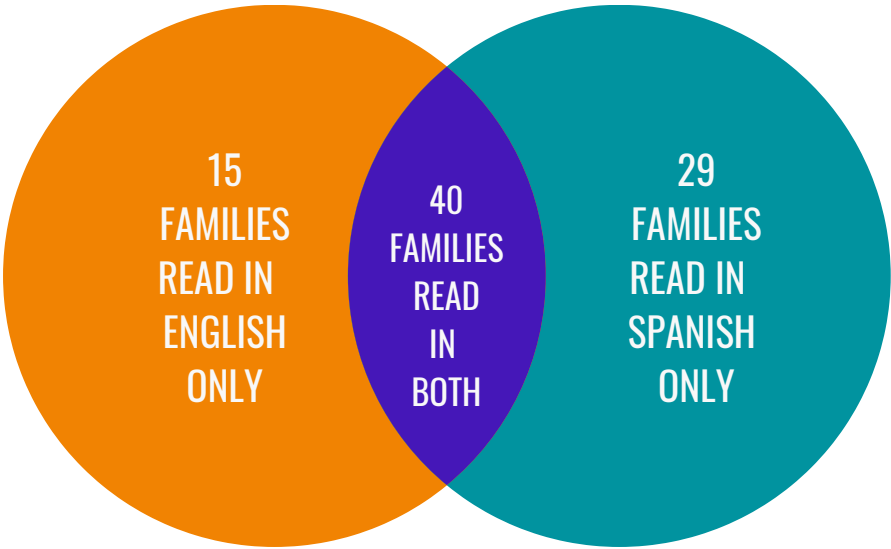 15
FAMILIES
READ IN
ENGLISH
ONLY
40
FAMILIES
READ
IN
BOTH
29
FAMILIES
READ IN
SPANISH
ONLY